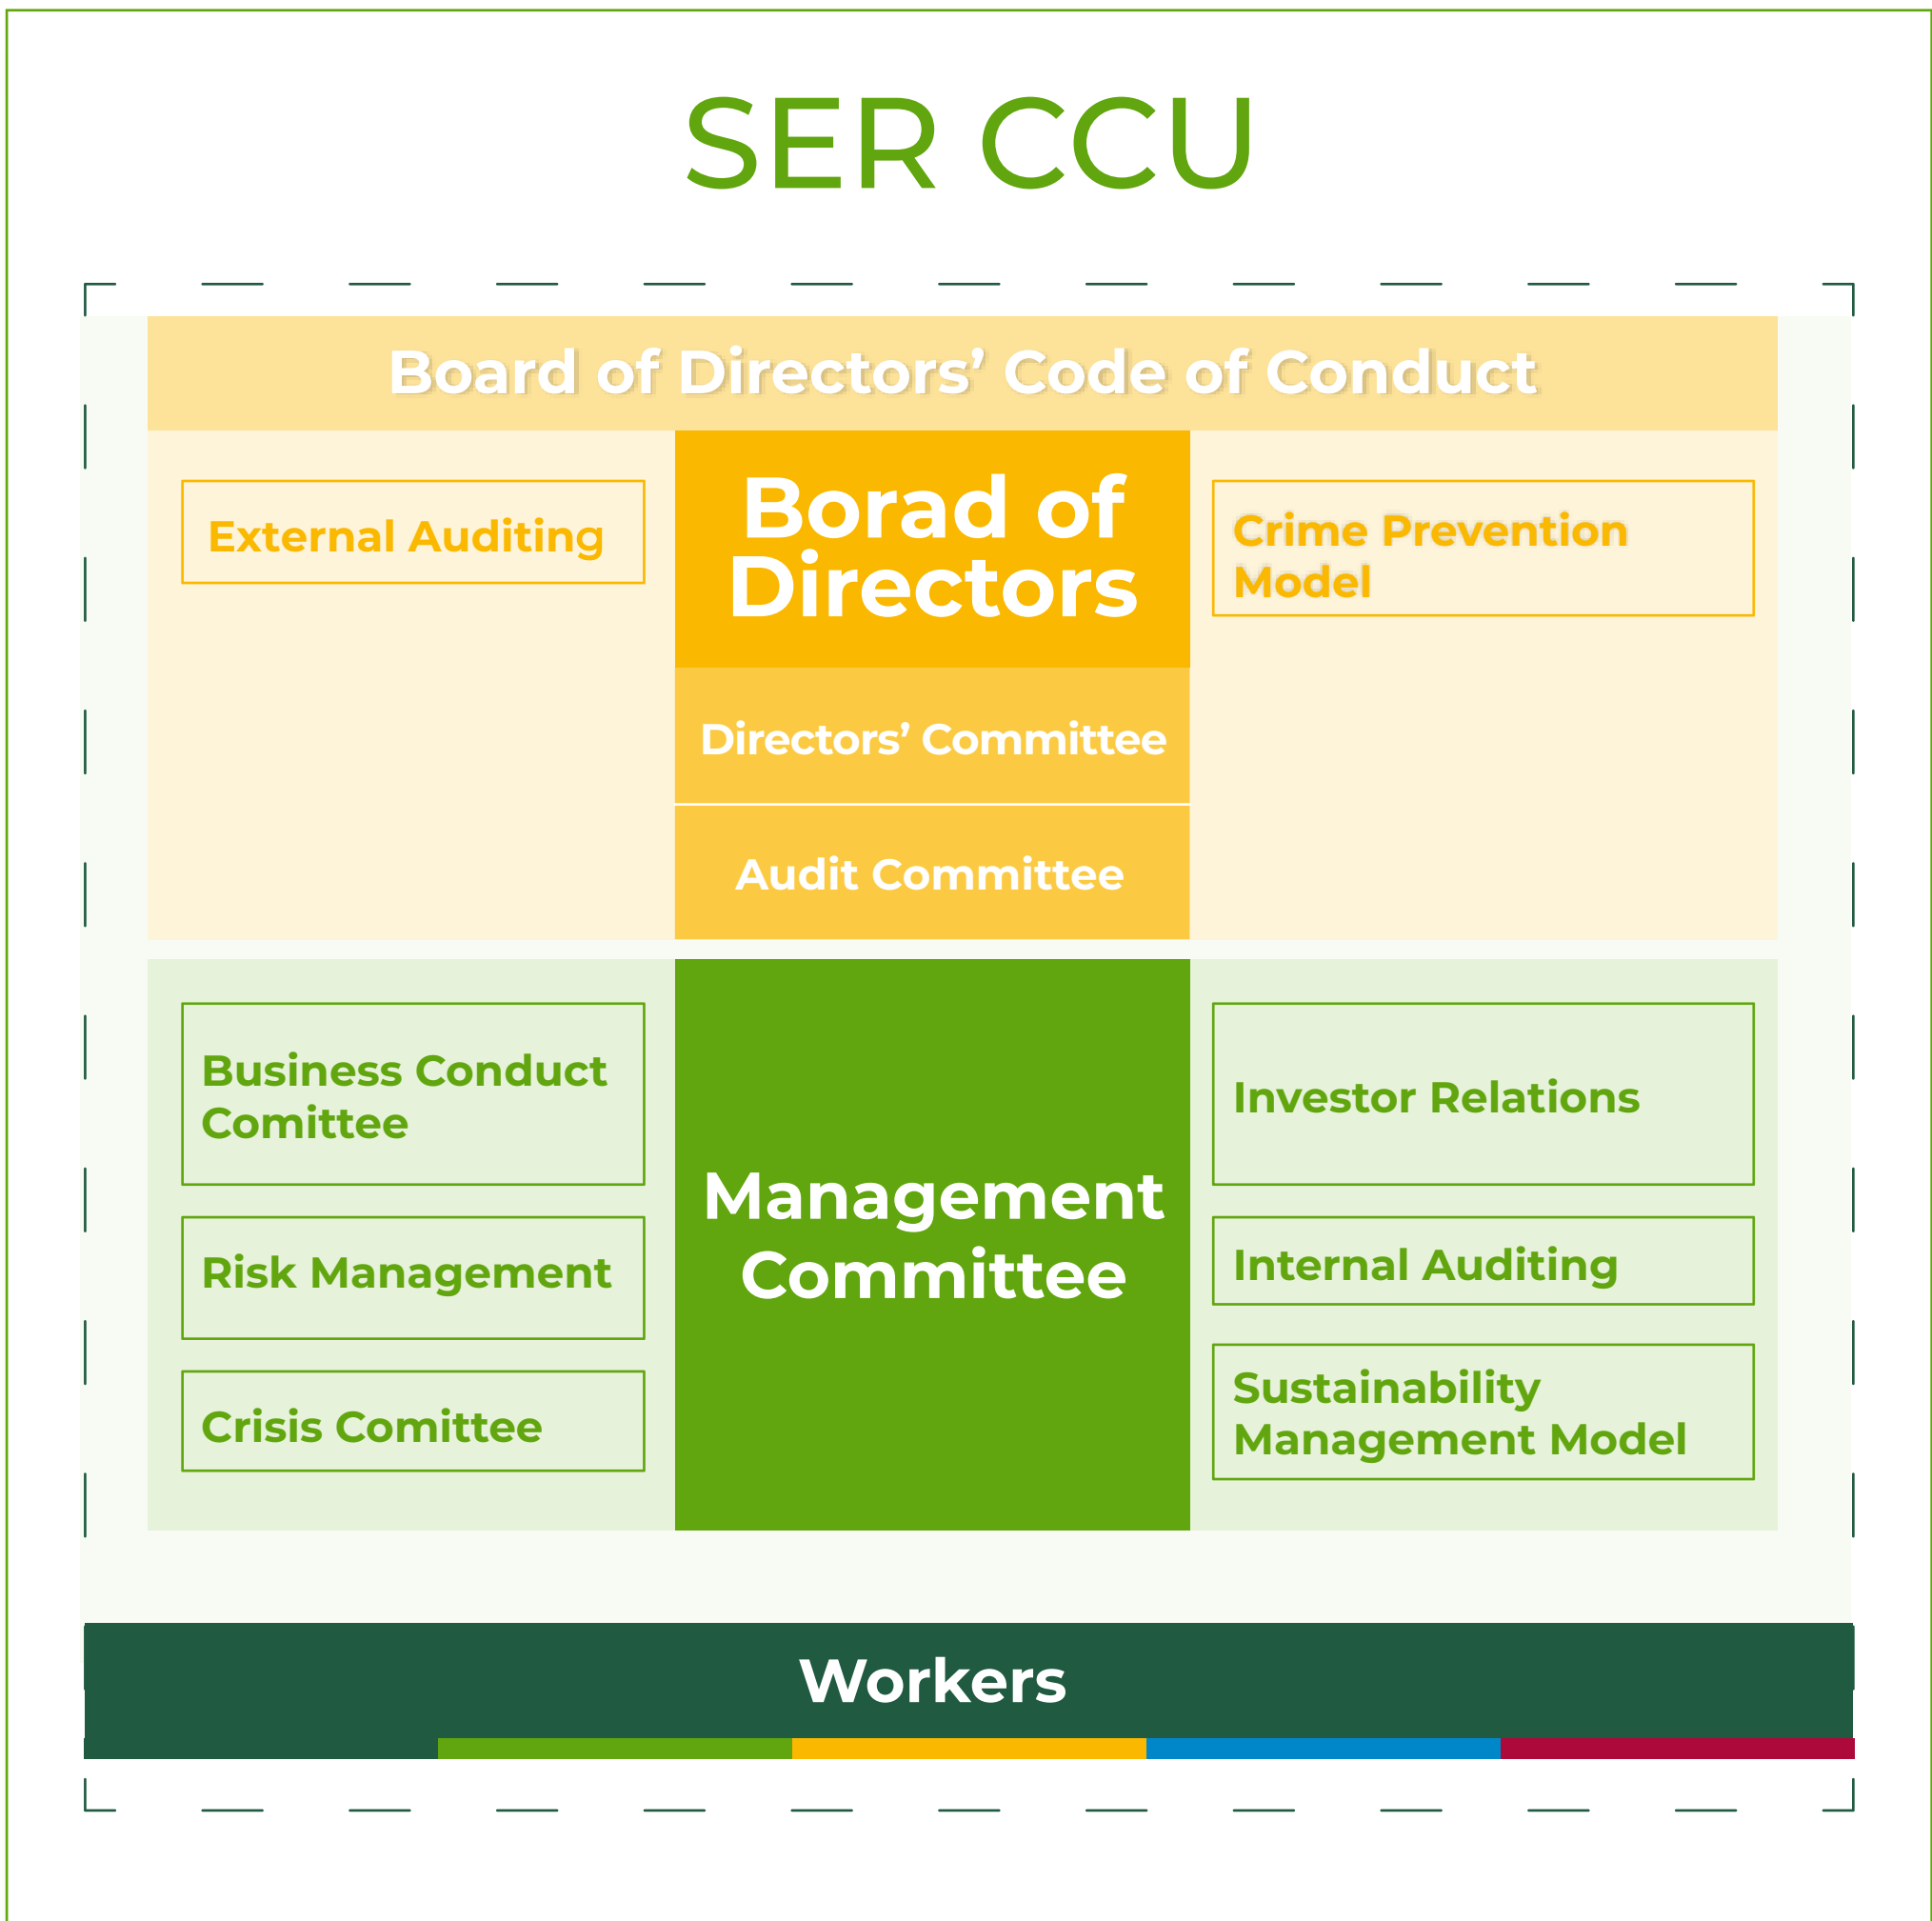 SER CCU
Board of Directors’ Code of Conduct
External Auditing
Borad of
Directors
Crime Prevention
Model
Directors’ Committee
Audit Committee
Business Conduct
Comittee
Risk Management
Crisis Comittee
Management
Committee
Investor Relations
Internal Auditing
Sustainability
Management Model
Workers